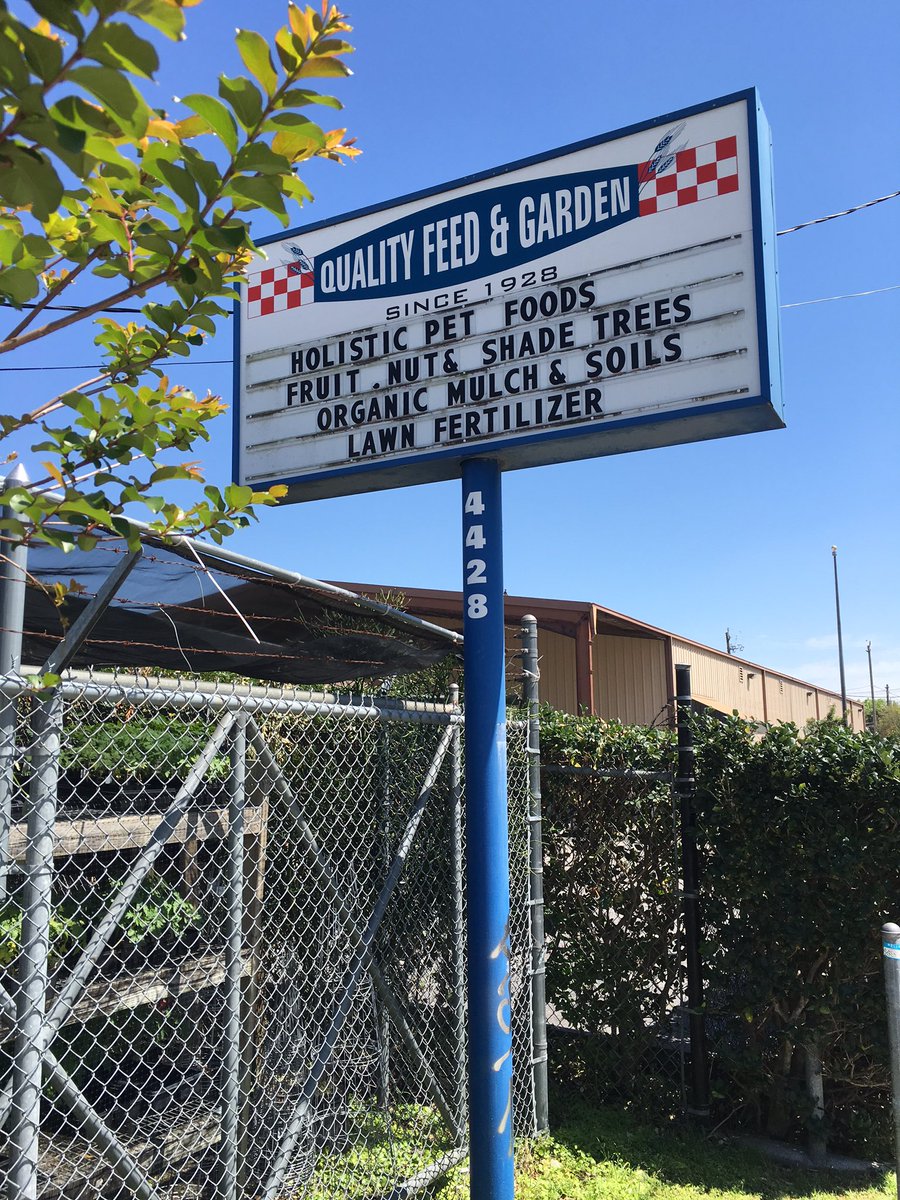 QUALITY FEED & GARDEN
SINCE 1928
HOLISTIC PET FOODS
FRUIT . NUT & SHADE TREES
ORGANIC MULCH & SOILS
LAWN FERTILIZER
4428